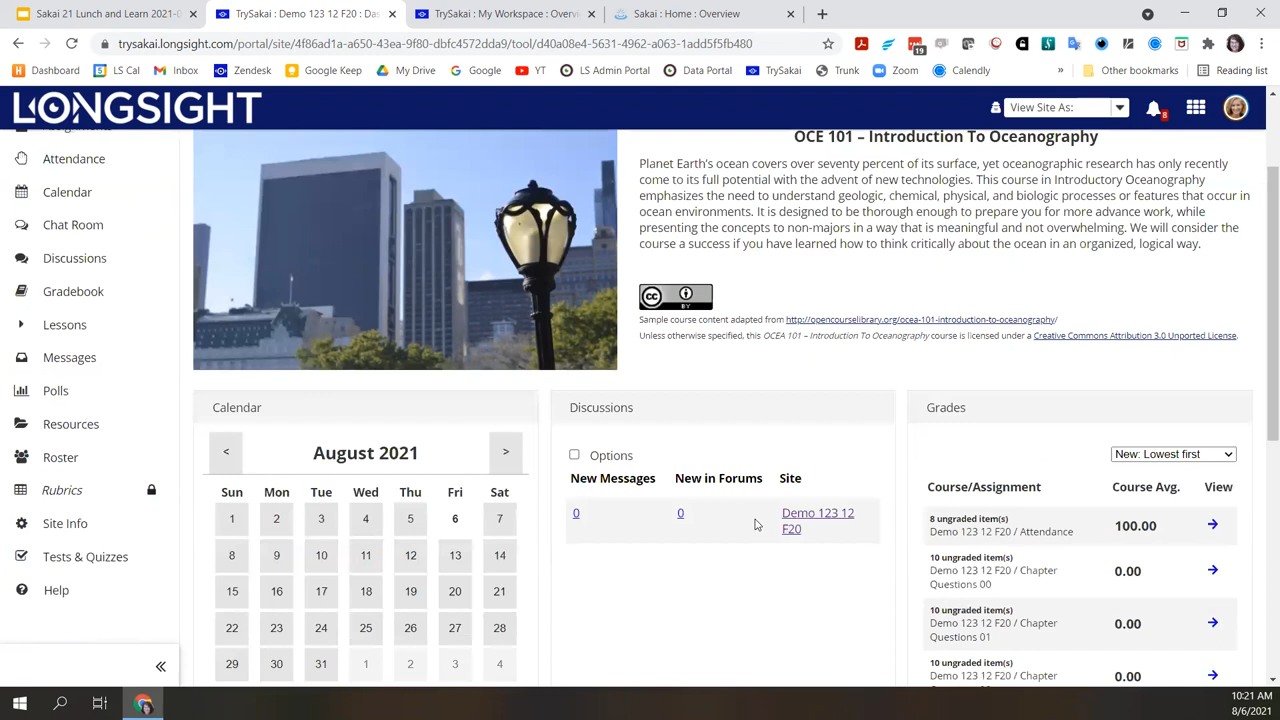 Sakai 21 Lunch and Learn 2021-0
TrySakai : Demo 123 12 F20 : Das
TrySakai : My Workspace : Overvi
Sakai : Home : Overview
trysakai.longsight.com/portal/site/4f86ad1a-a650-43ea-9f80-dbfc4573dda9/tool/d40a08e4-5631-4962-a063-1add5f5fb480
19
Dashboard
LS Cal
Inbox
Zendesk
Google Keep
My Drive
Google
YT
LS Admin Portal
Data Portal
TrySakai
Trunk
Zoom
Calendly
»
Other bookmarks
Reading list
LONGSIGHT
View Site As:
8
Attendance
Calendar
Chat Room
Discussions
Gradebook
Lessons
Messages
Polls
Resources
Roster
Rubrics
Site Info
Tests & Quizzes
Help
«
OCE 101 – Introduction To Oceanography
Planet Earth's ocean covers over seventy percent of its surface, yet oceanographic research has only recently
come to its full potential with the advent of new technologies. This course in Introductory Oceanography
emphasizes the need to understand geologic, chemical, physical, and biologic processes or features that occur in
ocean environments. It is designed to be thorough enough to prepare you for more advance work, while
presenting the concepts to non-majors in a way that is meaningful and not overwhelming. We will consider the
course a success if you have learned how to think critically about the ocean in an organized, logical way.
cc BY
Sample course content adapted from http://opencourselibrary.org/ocea-101-introduction-to-oceanography/
Unless otherwise specified, this OCEA 101 – Introduction To Oceanography course is licensed under a Creative Commons Attribution 3.0 Unported License.
Calendar
< August 2021 >
Sun Mon Tue Wed Thu Fri Sat
1 2 3 4 5 6 7
8 9 10 11 12 13 14
15 16 17 18 19 20 21
22 23 24 25 26 27 28
29 30 31 1 2 3 4
Discussions
Options
New Messages New in Forums Site
0 0 Demo 123 12
F20
Grades
New: Lowest first
Course/Assignment Course Avg. View
8 ungraded item(s)
Demo 123 12 F20 / Attendance
100.00
10 ungraded item(s)
Demo 123 12 F20 / Chapter
Questions 00
0.00
10 ungraded item(s)
Demo 123 12 F20 / Chapter
Questions 01
0.00
10 ungraded item(s)
Demo 123 12 F20 / Chapter
0.00
10:21 AM
8/6/2021